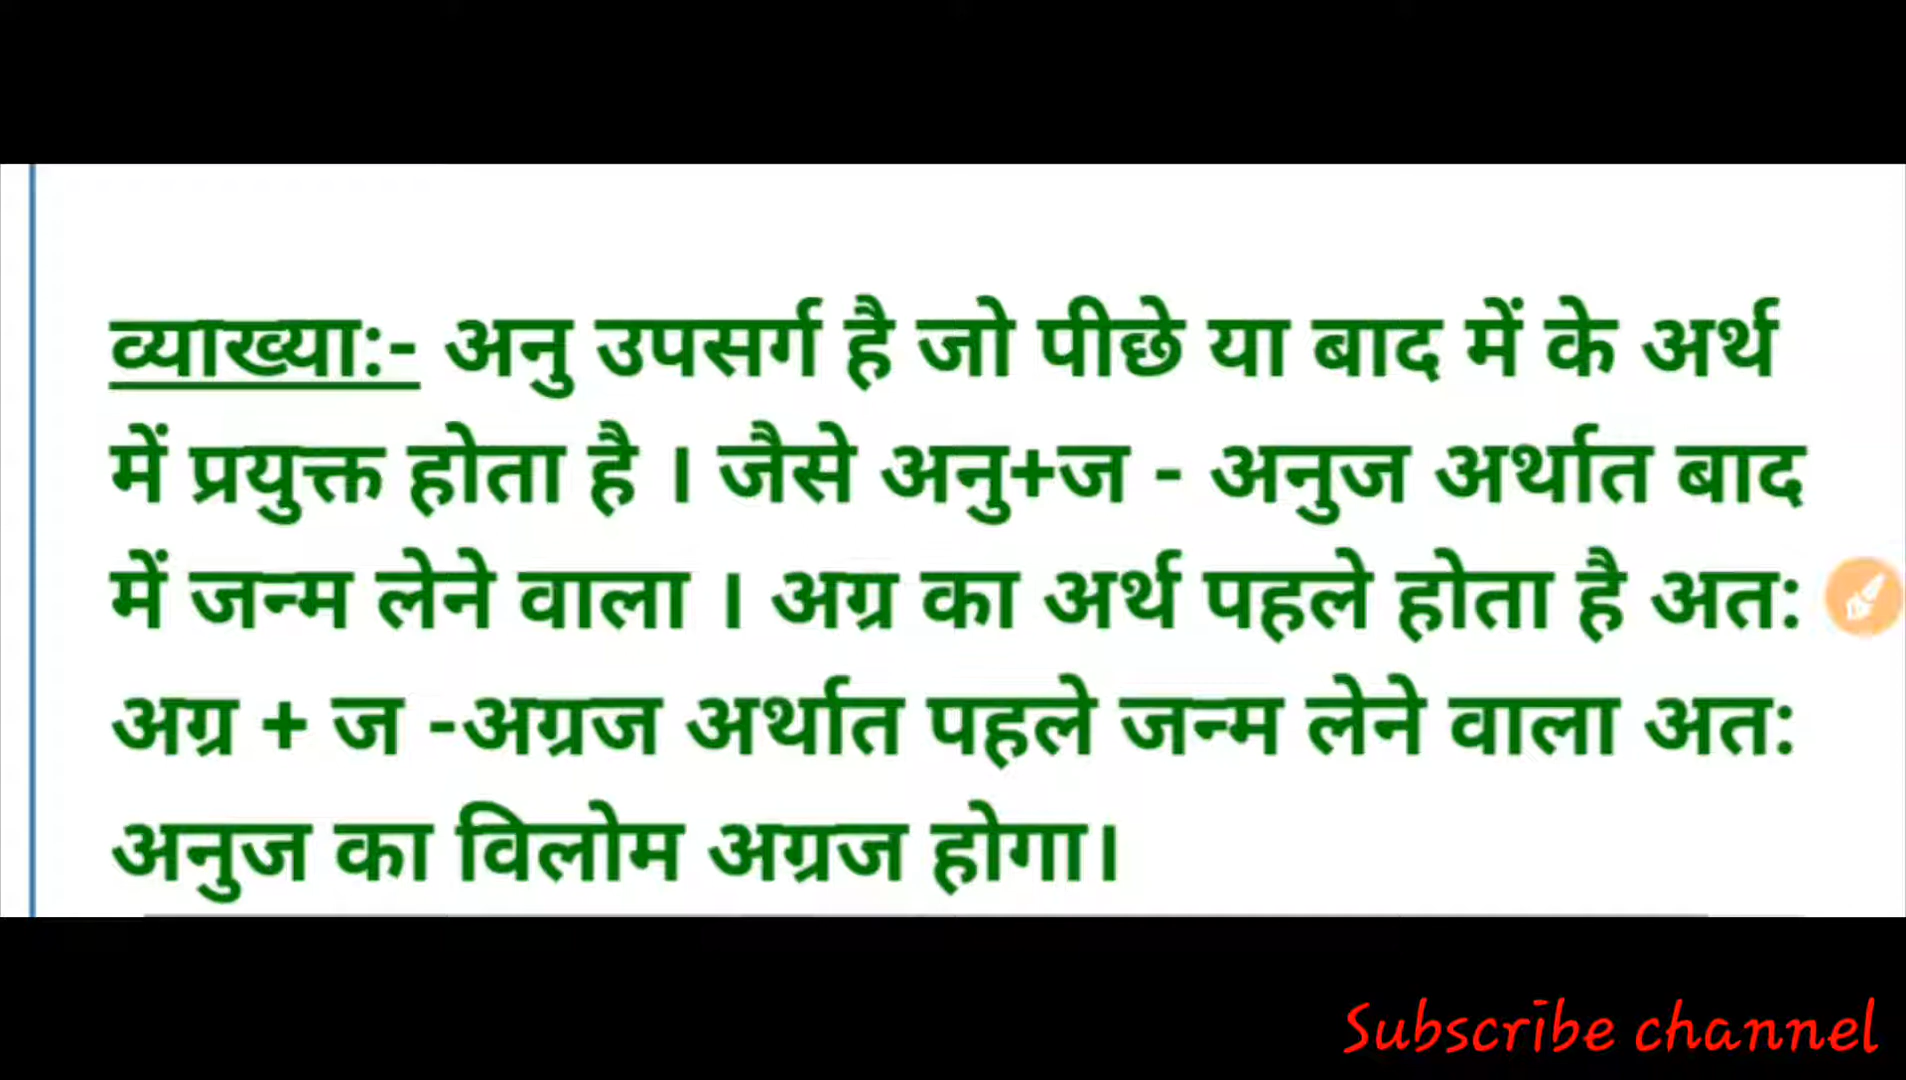 व्याख्या:- अनु उपसर्ग है जो पीछे या बाद में के अर्थ
में प्रयुक्त होता है । जैसे अनु+ज - अनुज अर्थात बाद
में जन्म लेने वाला । अग्र का अर्थ पहले होता है अत:
अग्र + ज -अग्रज अर्थात पहले जन्म लेने वाला अत:
अनुज का विलोम अग्रज होगा।
Subscribe channel